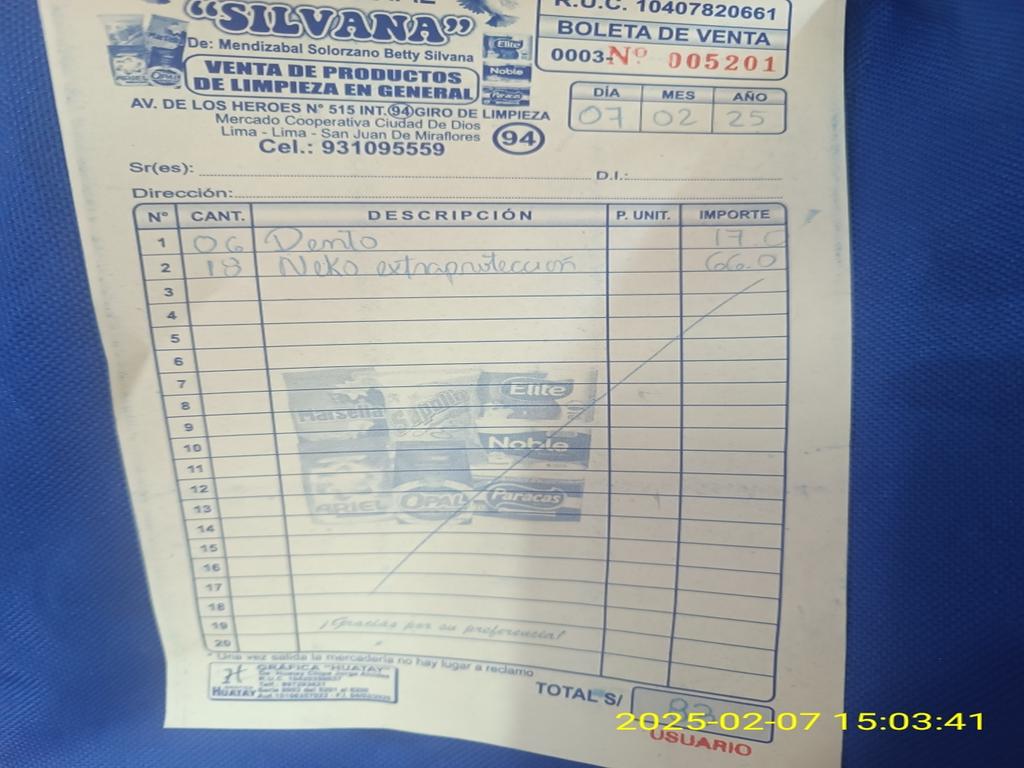 "SILVANA"
De: Mendizabal Solorzano Betty Silvana
VENTA DE PRODUCTOS
DE LIMPIEZA EN GENERAL
AV. DE LOS HEROES N° 515 INT. 94 GIRO DE LIMPIEZA
Mercado Cooperativa Ciudad De Dios
Lima - Lima - San Juan De Miraflores
94
Cel.: 931095559
R.U.C. 10407820661
BOLETA DE VENTA
0003-Nº 005201
DÍA MES AÑO
07 02 25
Elite
Noble
Sr(es): D.I.:
Dirección:
N° CANT. DESCRIPCIÓN P. UNIT. IMPORTE
1 06 Dento 17.0
2 18 Neko extraprotección 66.0
3
4
5
6
7
8
9
10
11
12
13
14
15
16
17
18
19
20
Marsella Sapolio Elite
Noble
ARIEL OPAL Paracas
¡Gracias por su preferencia!
* Una vez salida la mercadería no hay lugar a reclamo
GRÁFICA "HUATAY"
HUATAY
TOTAL S/ 83
USUARIO
2025-02-07 15:03:41